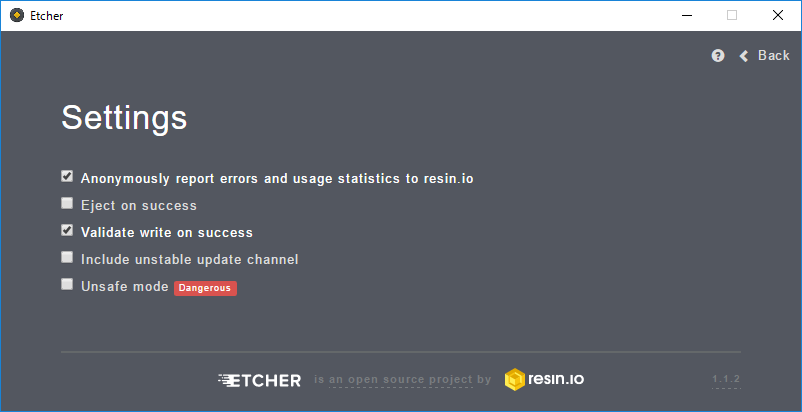 Etcher
Back
Settings
Anonymously report errors and usage statistics to resin.io
Eject on success
Validate write on success
Include unstable update channel
Unsafe mode Dangerous
ETCHER is an open source project by resin.io 1.1.2